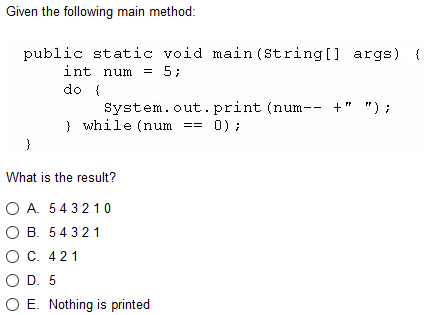 Given the following main method:
public static void main(String[] args) {
int num = 5;
do {
System.out.print(num-- +" ");
} while (num == 0);
}
What is the result?
A. 5 4 3 2 1 0
B. 5 4 3 2 1
C. 4 2 1
D. 5
E. Nothing is printed